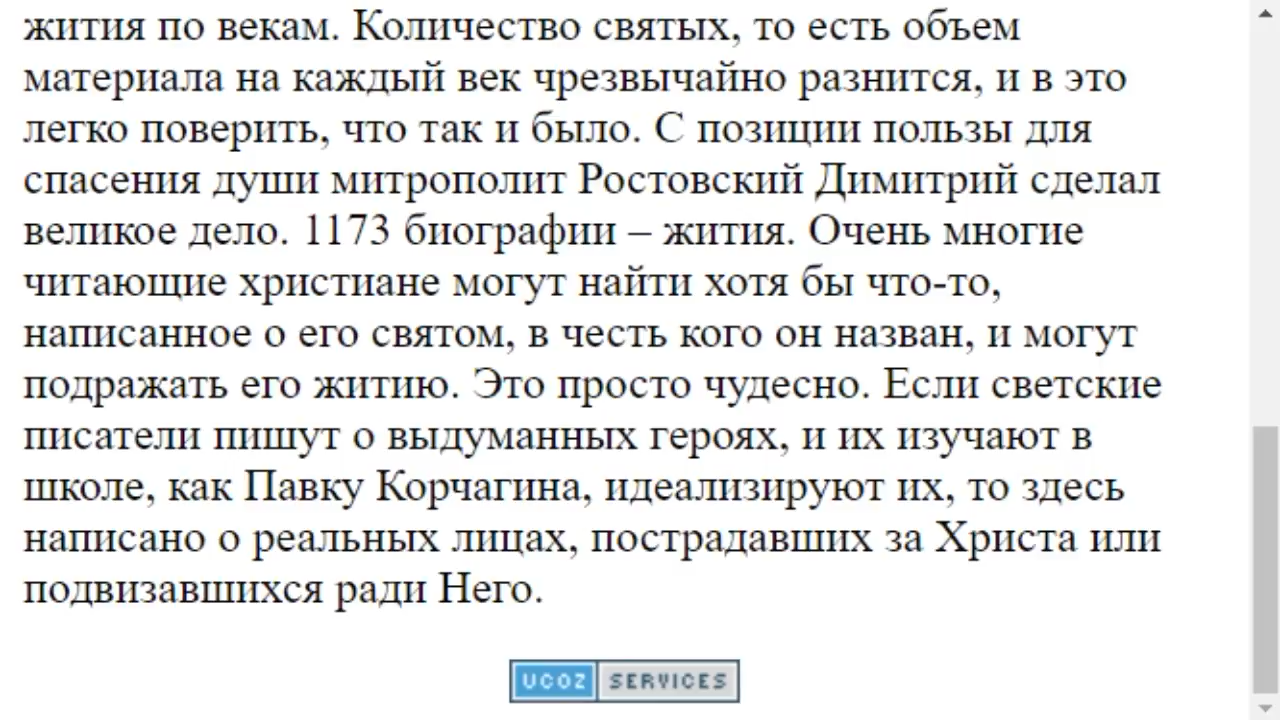 жития по векам. Количество святых, то есть объем
материала на каждый век чрезвычайно разнится, и в это
легко поверить, что так и было. С позиции пользы для
спасения души митрополит Ростовский Димитрий сделал
великое дело. 1173 биографии – жития. Очень многие
читающие христиане могут найти хотя бы что-то,
написанное о его святом, в честь кого он назван, и могут
подражать его житию. Это просто чудесно. Если светские
писатели пишут о выдуманных героях, и их изучают в
школе, как Павку Корчагина, идеализируют их, то здесь
написано о реальных лицах, пострадавших за Христа или
подвизавшихся ради Него.
UCOZ SERVICES